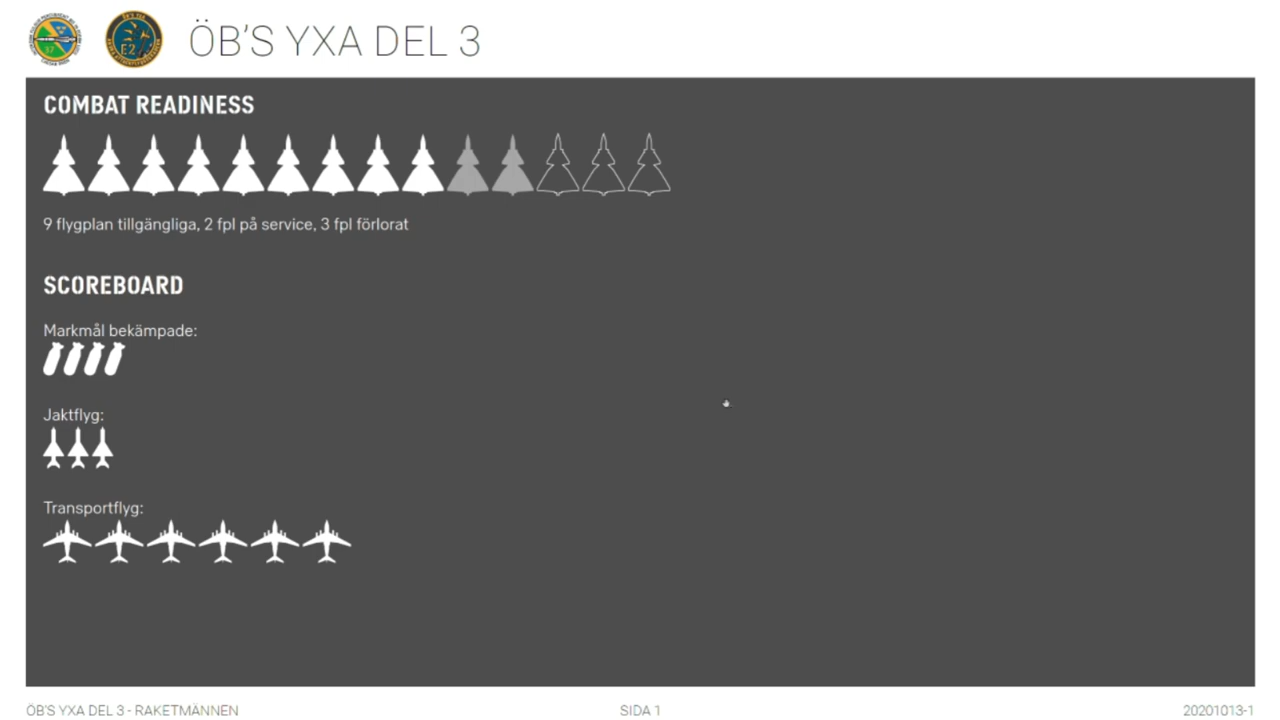 ÖB'S YXA DEL 3
COMBAT READINESS
9 flygplan tillgängliga, 2 fpl på service, 3 fpl förlorat
SCOREBOARD
Markmål bekämpade:
Jaktflyg:
Transportflyg:
ÖB'S YXA DEL 3 - RAKETMÄNNEN
SIDA 1
20201013-1